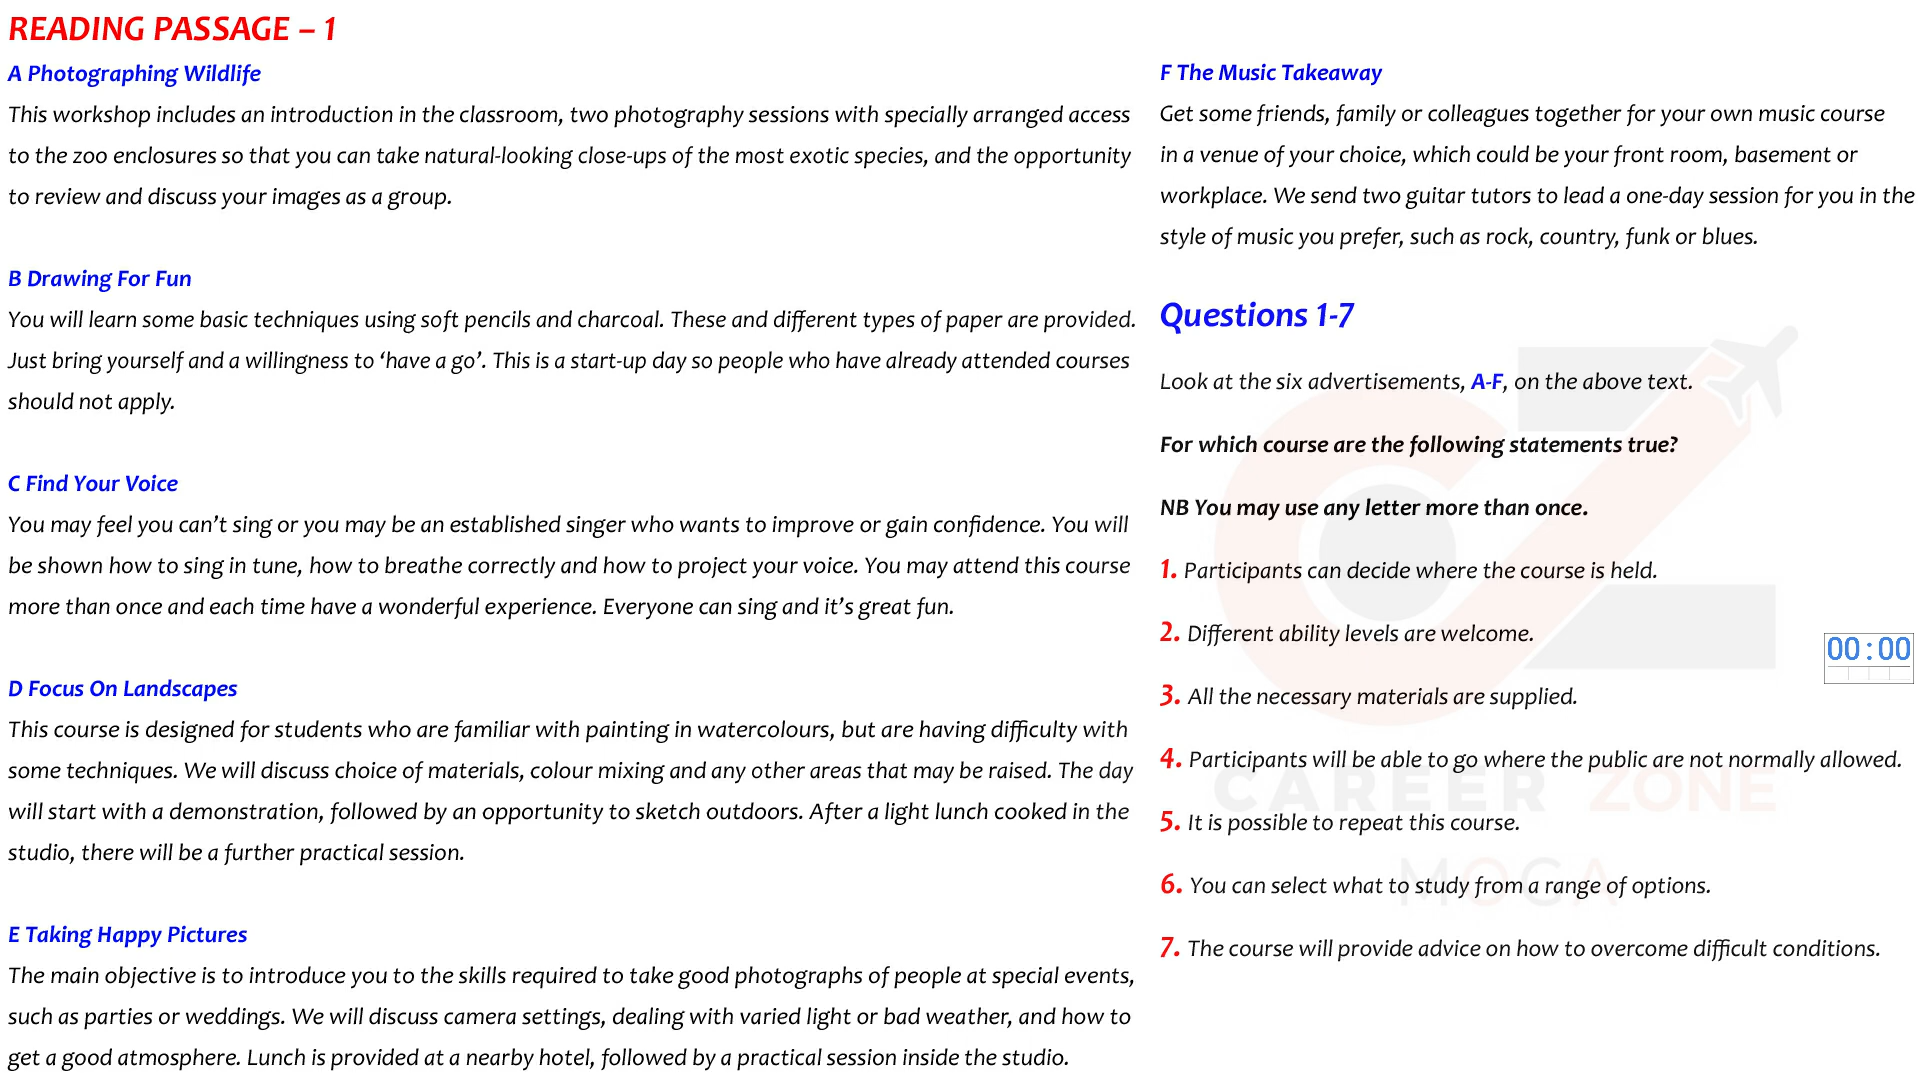 READING PASSAGE – 1
A Photographing Wildlife
This workshop includes an introduction in the classroom, two photography sessions with specially arranged access
to the zoo enclosures so that you can take natural-looking close-ups of the most exotic species, and the opportunity
to review and discuss your images as a group.
B Drawing For Fun
You will learn some basic techniques using soft pencils and charcoal. These and different types of paper are provided.
Just bring yourself and a willingness to ‘have a go’. This is a start-up day so people who have already attended courses
should not apply.
C Find Your Voice
You may feel you can’t sing or you may be an established singer who wants to improve or gain confidence. You will
be shown how to sing in tune, how to breathe correctly and how to project your voice. You may attend this course
more than once and each time have a wonderful experience. Everyone can sing and it’s great fun.
D Focus On Landscapes
This course is designed for students who are familiar with painting in watercolours, but are having difficulty with
some techniques. We will discuss choice of materials, colour mixing and any other areas that may be raised. The day
will start with a demonstration, followed by an opportunity to sketch outdoors. After a light lunch cooked in the
studio, there will be a further practical session.
E Taking Happy Pictures
The main objective is to introduce you to the skills required to take good photographs of people at special events,
such as parties or weddings. We will discuss camera settings, dealing with varied light or bad weather, and how to
get a good atmosphere. Lunch is provided at a nearby hotel, followed by a practical session inside the studio.
F The Music Takeaway
Get some friends, family or colleagues together for your own music course
in a venue of your choice, which could be your front room, basement or
workplace. We send two guitar tutors to lead a one-day session for you in the
style of music you prefer, such as rock, country, funk or blues.
Questions 1-7
Look at the six advertisements, A-F, on the above text.
For which course are the following statements true?
NB You may use any letter more than once.
1. Participants can decide where the course is held.
2. Different ability levels are welcome.
3. All the necessary materials are supplied.
4. Participants will be able to go where the public are not normally allowed.
5. It is possible to repeat this course.
6. You can select what to study from a range of options.
7. The course will provide advice on how to overcome difficult conditions.
00:00
CAREER ZONE
MOGA